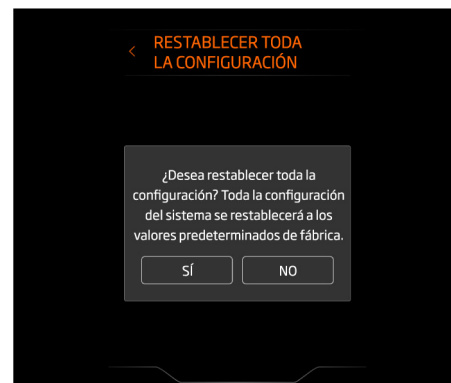 RESTABLECER TODA
LA CONFIGURACIÓN
¿Desea restablecer toda la
configuración? Toda la configuración
del sistema se restablecerá a los
valores predeterminados de fábrica.
SÍ
NO